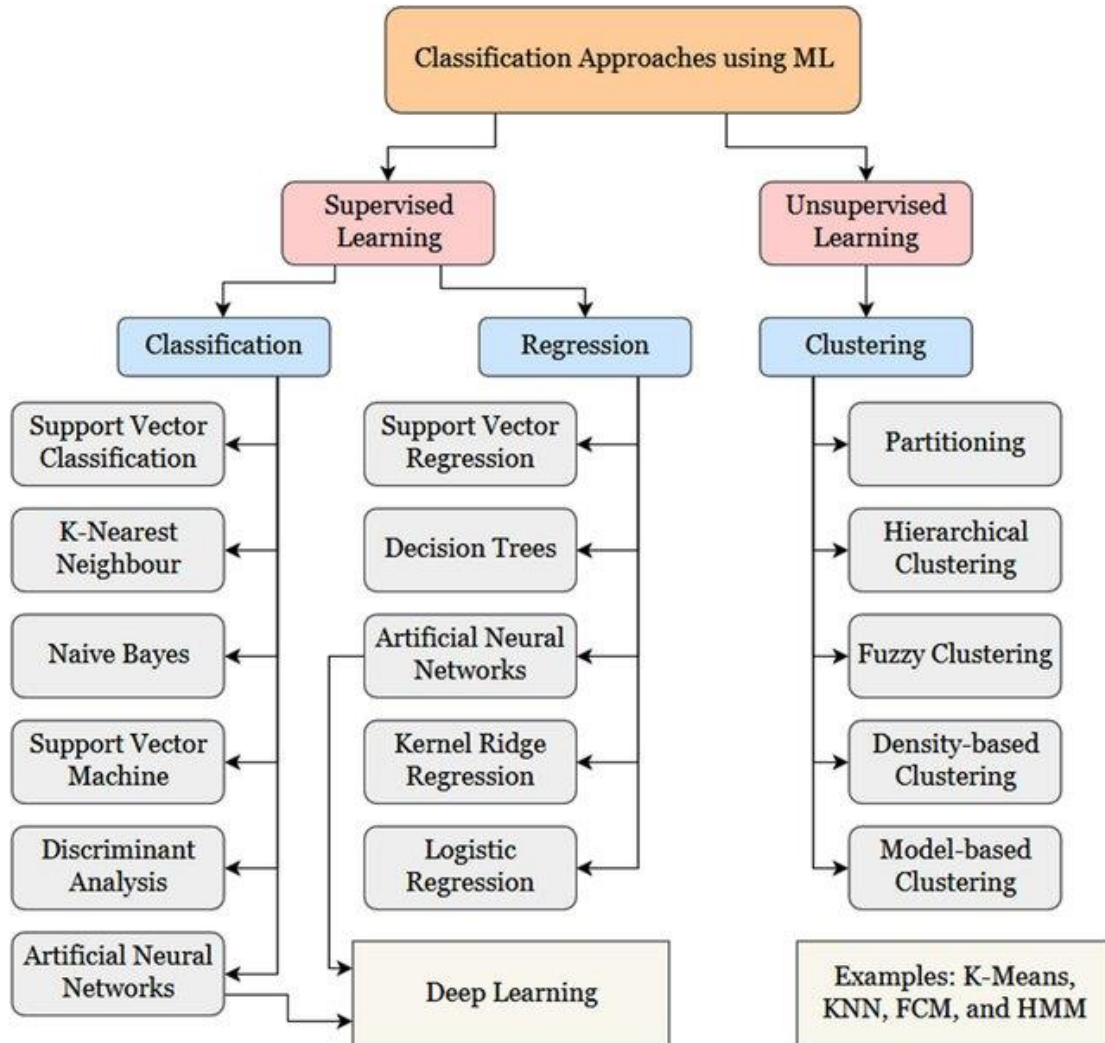 Classification Approaches using ML
Supervised
Learning
Unsupervised
Learning
Classification
Regression
Clustering
Support Vector
Classification
K-Nearest
Neighbour
Naive Bayes
Support Vector
Machine
Discriminant
Analysis
Artificial Neural
Networks
Support Vector
Regression
Decision Trees
Artificial Neural
Networks
Kernel Ridge
Regression
Logistic
Regression
Deep Learning
Partitioning
Hierarchical
Clustering
Fuzzy Clustering
Density-based
Clustering
Model-based
Clustering
Examples: K-Means,
KNN, FCM, and HMM